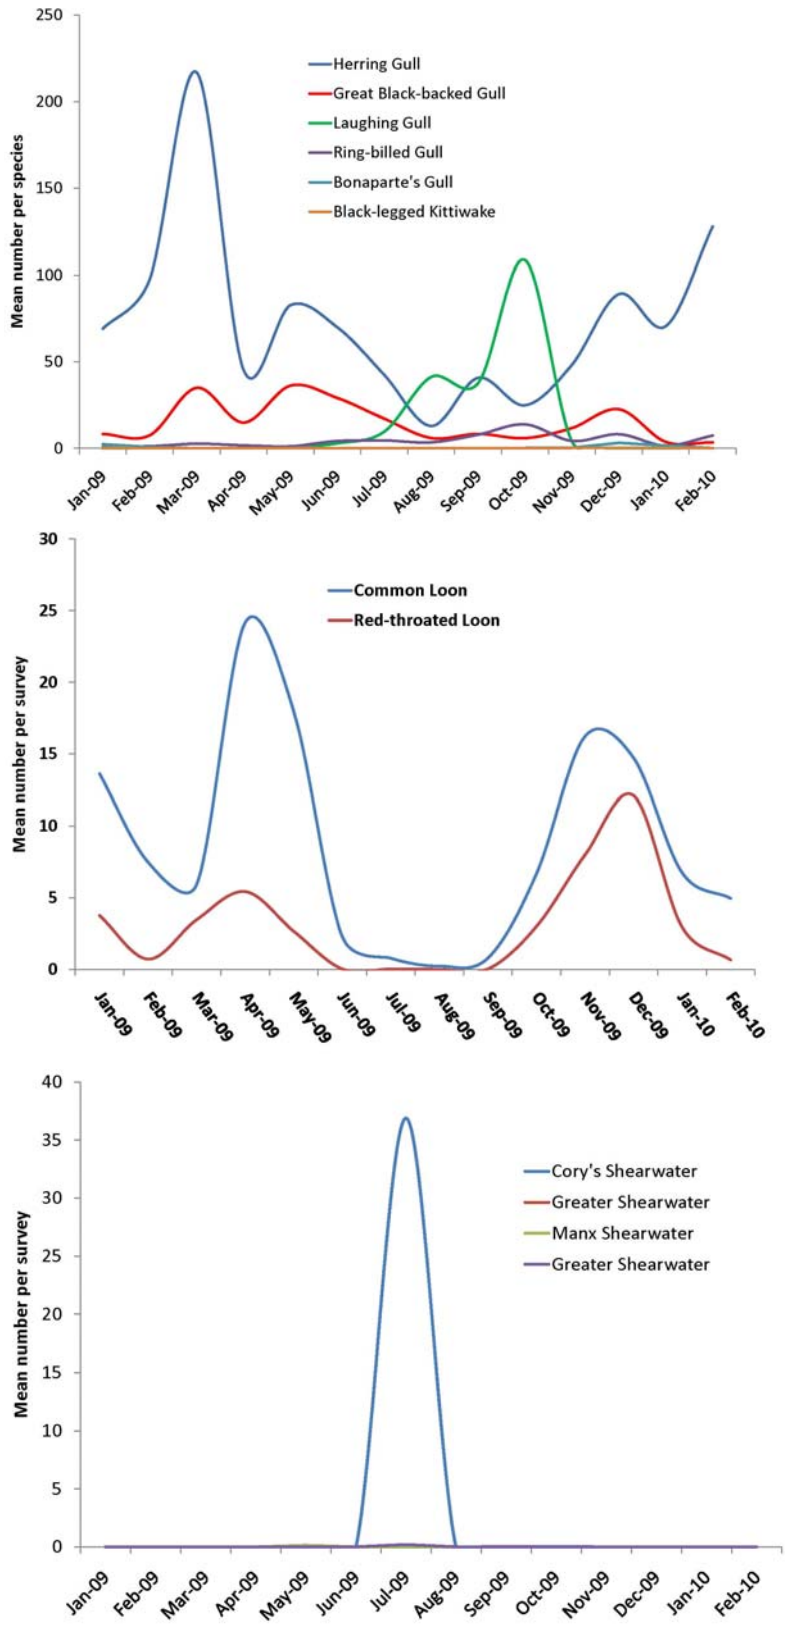 250
200
150
100
50
0
Mean number per species
Herring Gull
Great Black-backed Gull
Laughing Gull
Ring-billed Gull
Bonaparte's Gull
Black-legged Kittiwake
Jan-09 Feb-09 Mar-09 Apr-09 May-09 Jun-09 Jul-09 Aug-09 Sep-09 Oct-09 Nov-09 Dec-09 Jan-10 Feb-10
30
25
20
15
10
5
0
Mean number per survey
Common Loon
Red-throated Loon
Jan-09 Feb-09 Mar-09 Apr-09 May-09 Jun-09 Jul-09 Aug-09 Sep-09 Oct-09 Nov-09 Dec-09 Jan-10 Feb-10
40
35
30
25
20
15
10
5
0
Mean number per survey
Cory's Shearwater
Greater Shearwater
Manx Shearwater
Greater Shearwater
Jan-09 Feb-09 Mar-09 Apr-09 May-09 Jun-09 Jul-09 Aug-09 Sep-09 Oct-09 Nov-09 Dec-09 Jan-10 Feb-10